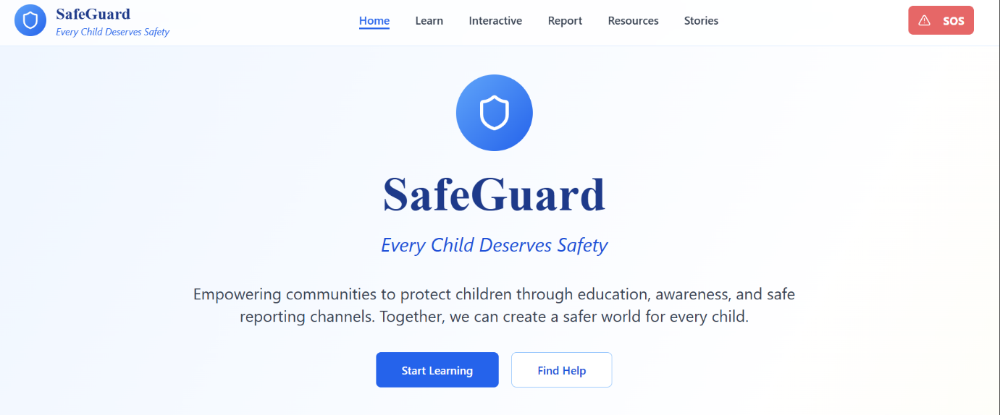 SafeGuard
Every Child Deserves Safety
Home Learn Interactive Report Resources Stories
SOS
SafeGuard
Every Child Deserves Safety
Empowering communities to protect children through education, awareness, and safe
reporting channels. Together, we can create a safer world for every child.
Start Learning
Find Help